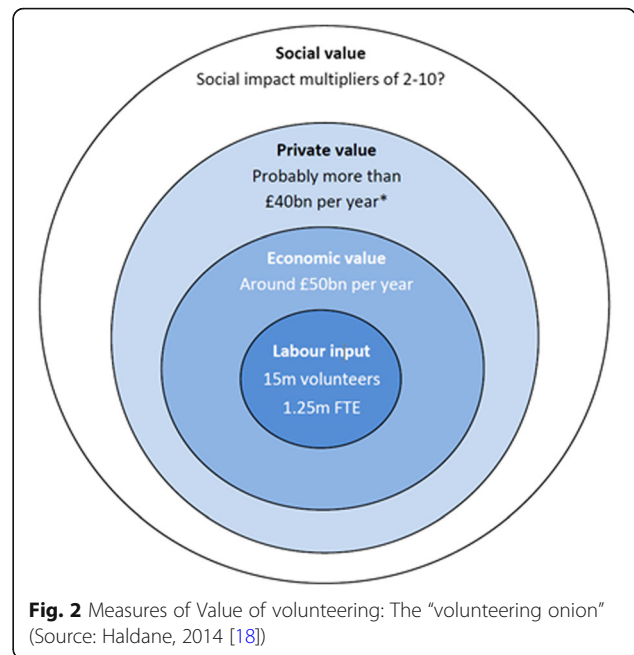 Social value
Social impact multipliers of 2-10?
Private value
Probably more than
£40bn per year*
Economic value
Around £50bn per year
Labour input
15m volunteers
1.25m FTE
Fig. 2 Measures of Value of volunteering: The “volunteering onion”
(Source: Haldane, 2014 [18])